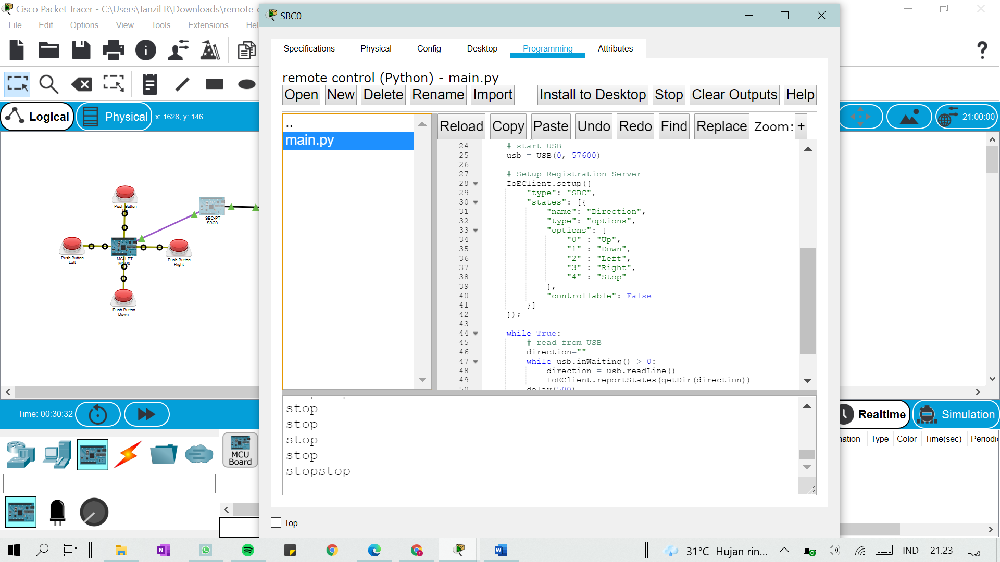 Cisco Packet Tracer - C:\Users\Tanzil R\Downloads\remote_
File Edit Options View Tools Extensions Hel
SBC0
Specifications Physical Config Desktop Programming Attributes
remote control (Python) - main.py
Open New Delete Rename Import Install to Desktop Stop Clear Outputs Help
Logical Physical x: 1628, y: 146
21:00:00
..
main.py
Reload Copy Paste Undo Redo Find Replace Zoom: +
24 # start USB
25 usb = USB(0, 57600)
26
27 # Setup Registration Server
28 IoEClient.setup({
29 "type": "SBC",
30 "states": [{
31 "name": "Direction",
32 "type": "options",
33 "options": {
34 "0" : "Up",
35 "1" : "Down",
36 "2" : "Left",
37 "3" : "Right",
38 "4" : "Stop"
39 },
40 "controllable": False
41 }]
42 });
43
44 while True:
45 # read from USB
46 direction=""
47 while usb.inWaiting() > 0:
48 direction = usb.readLine()
49 IoEClient.reportStates(getDir(direction))
50 delay(500)
Push Button
SBC-PT
SBC0
Push Button
Left
MCU-PT
MCU0
Push Button
Right
Push Button
Down
stop
stop
stop
stop
stopstop
Time: 00:30:32
Realtime Simulation
nation Type Color Time(sec) Periodi
MCU
Board
Top
31°C Hujan rin... IND 21.23